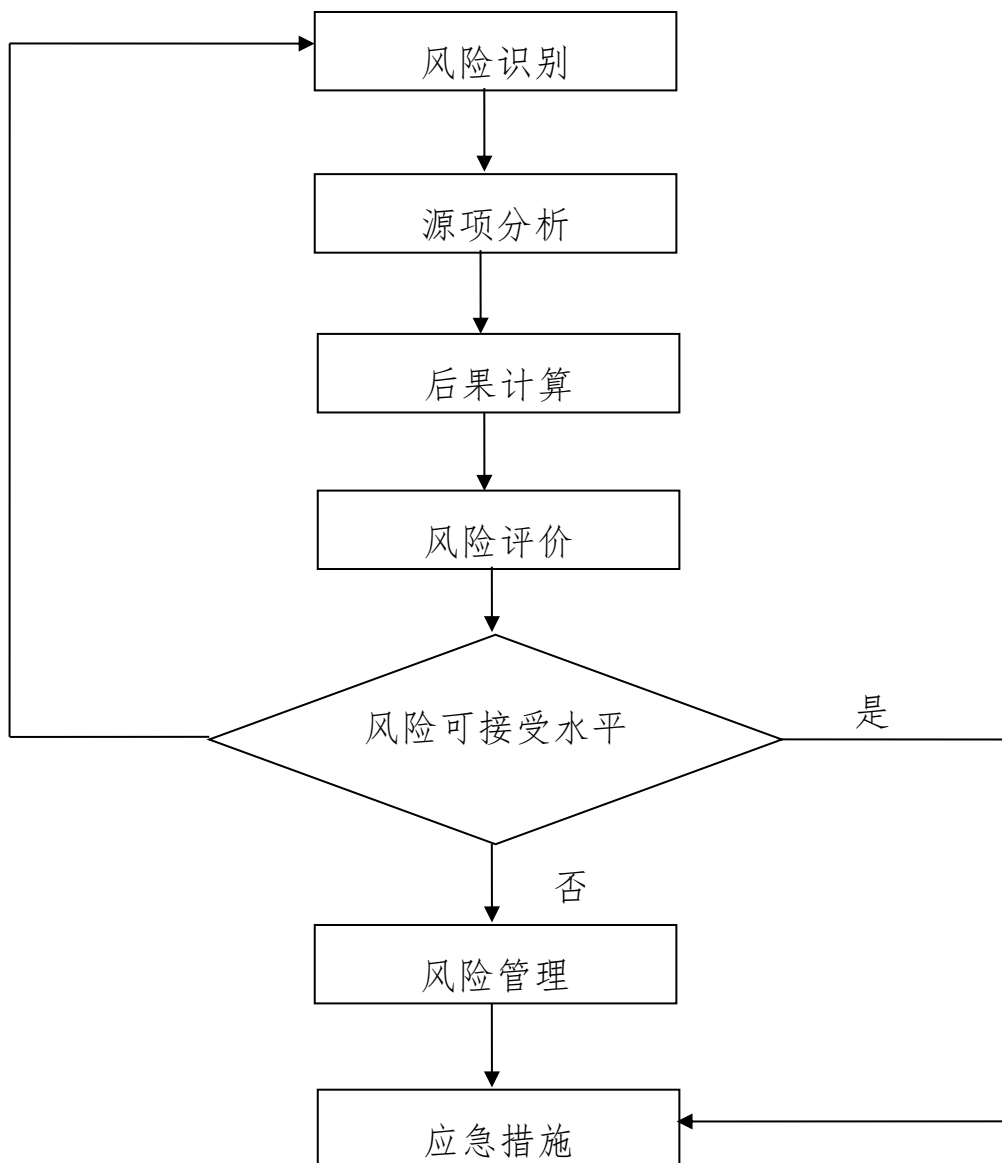 风险识别
源项分析
后果计算
风险评价
风险可接受水平
是
否
风险管理
应急措施